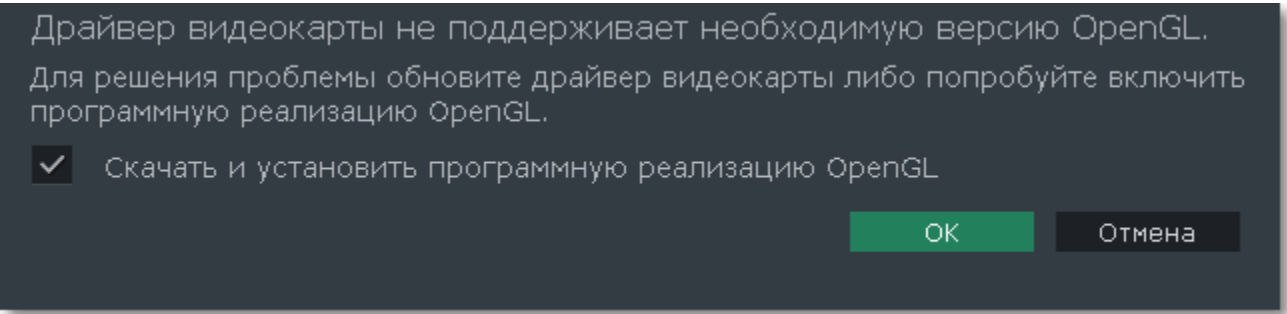 Драйвер видеокарты не поддерживает необходимую версию OpenGL.
Для решения проблемы обновите драйвер видеокарты либо попробуйте включить
программную реализацию OpenGL.
Скачать и установить программную реализацию OpenGL
OK
Отмена